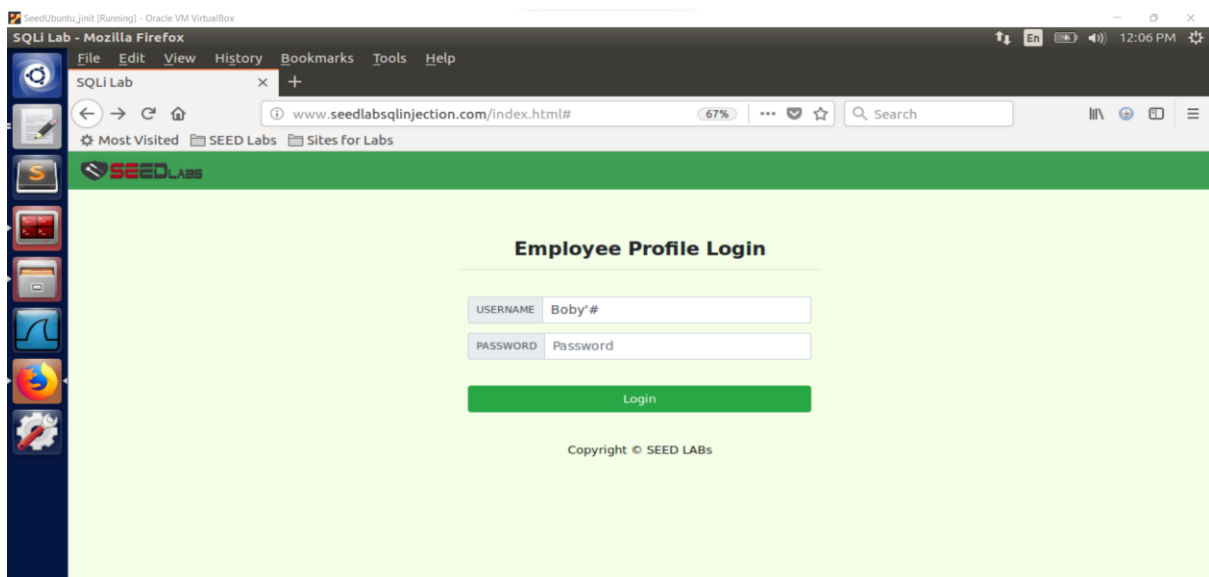 SeedUbuntu_jinit [Running] - Oracle VM VirtualBox
SQLi Lab - Mozilla Firefox En 12:06 PM
File Edit View History Bookmarks Tools Help
SQLi Lab
www.seedlabsqlinjection.com/index.html# 67% Search
Most Visited SEED Labs Sites for Labs
SEEDLABS
Employee Profile Login
USERNAME Boby'#
PASSWORD Password
Login
Copyright © SEED LABs